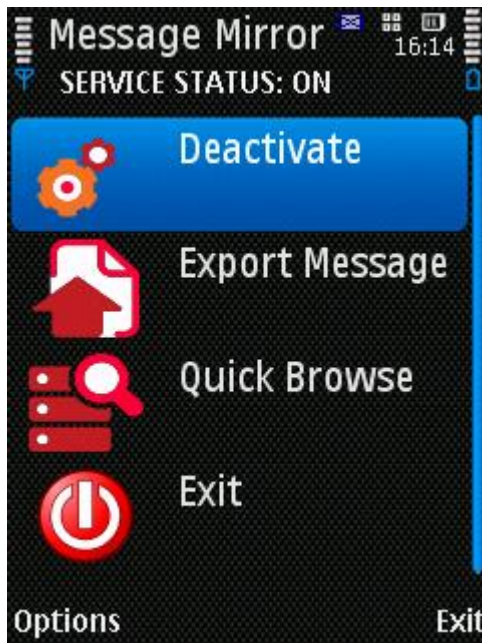 Message Mirror
16:14
SERVICE STATUS: ON
Deactivate
Export Message
Quick Browse
Exit
Options Exit